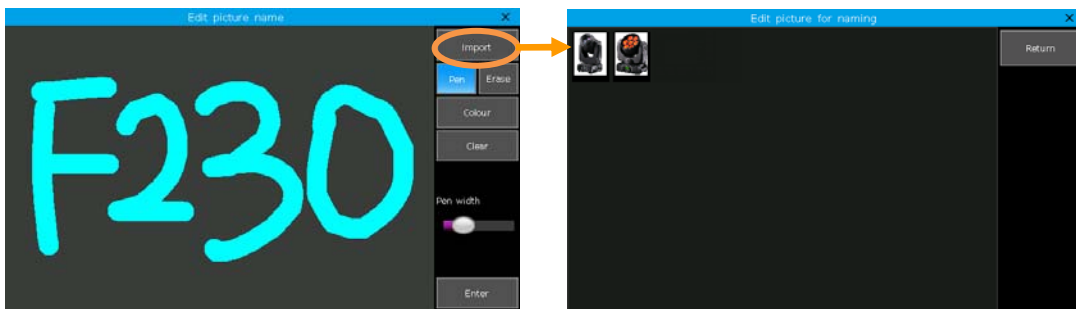 Edit picture name X
Import
Pen Erase
Colour
Clear
Pen width
Enter
F230
Edit picture for naming X
Return